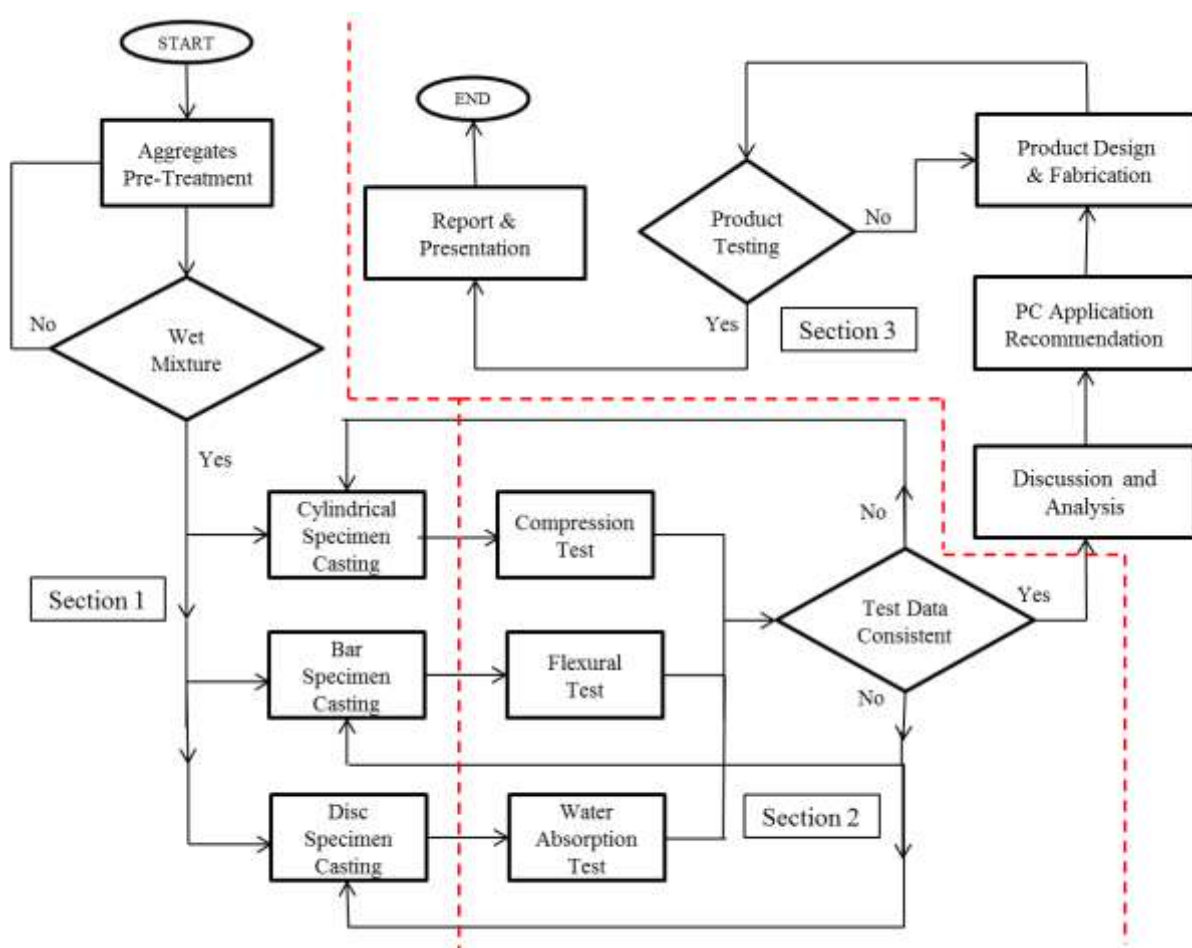 START
Aggregates
Pre-Treatment
No
Wet
Mixture
Yes
Section 1
Cylindrical
Specimen
Casting
Bar
Specimen
Casting
Disc
Specimen
Casting
Compression
Test
Flexural
Test
Water
Absorption
Test
Section 2
No
Test Data
Consistent
Yes
No
Discussion and
Analysis
PC Application
Recommendation
Product Design
& Fabrication
No
Product
Testing
Yes
Section 3
Report &
Presentation
END